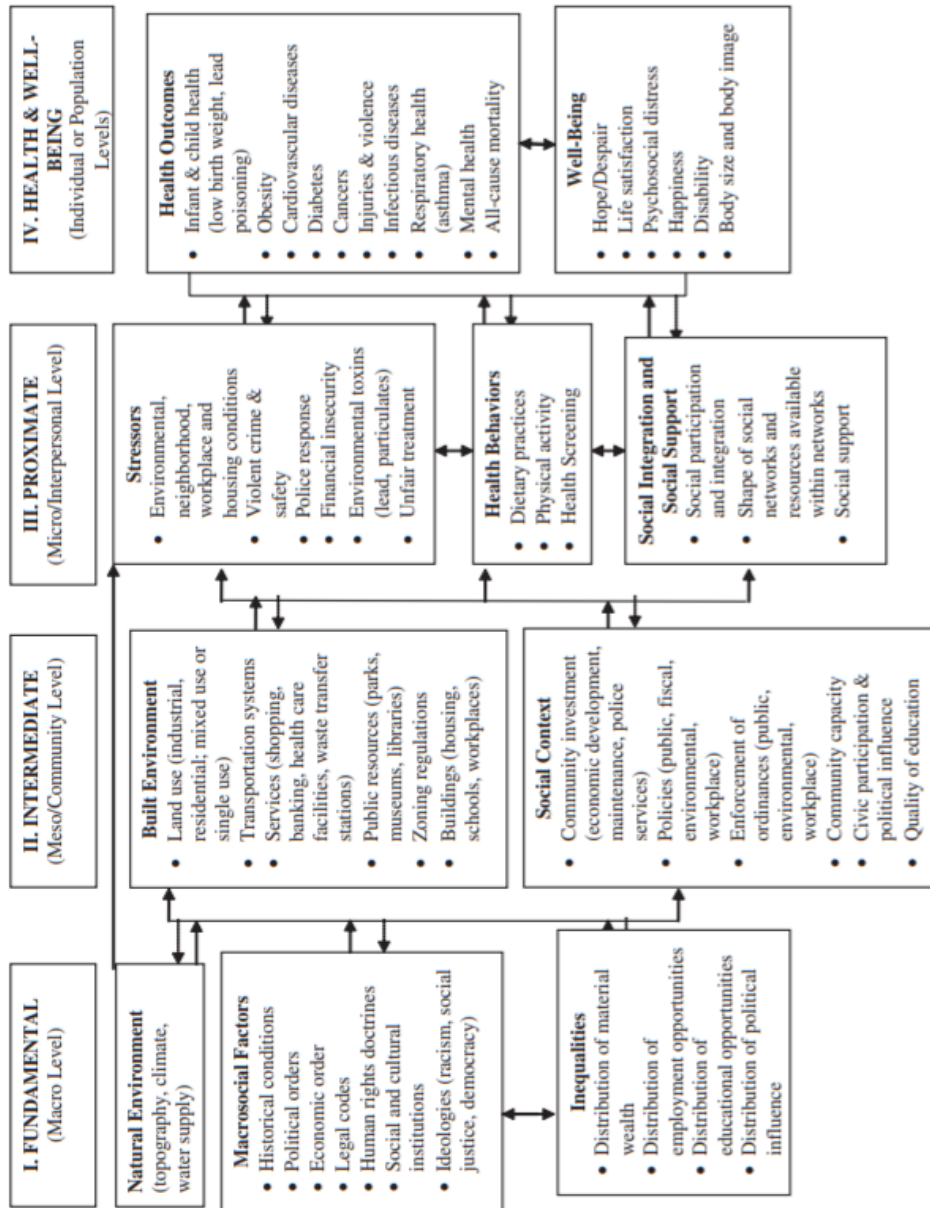 I. FUNDAMENTAL
(Macro Level)
Natural Environment
(topography, climate,
water supply)
Macrosocial Factors
• Historical conditions
• Political orders
• Economic order
• Legal codes
• Human rights doctrines
• Social and cultural
institutions
• Ideologies (racism, social
justice, democracy)
Inequalities
• Distribution of material
wealth
• Distribution of
employment opportunities
• Distribution of
educational opportunities
• Distribution of political
influence
II. INTERMEDIATE
(Meso/Community Level)
Built Environment
• Land use (industrial,
residential; mixed use or
single use)
• Transportation systems
• Services (shopping,
banking, health care
facilities, waste transfer
stations)
• Public resources (parks,
museums, libraries)
• Zoning regulations
• Buildings (housing,
schools, workplaces)
Social Context
• Community investment
(economic development,
maintenance, police
services)
• Policies (public, fiscal,
environmental,
workplace)
• Enforcement of
ordinances (public,
environmental,
workplace)
• Community capacity
• Civic participation &
political influence
• Quality of education
III. PROXIMATE
(Micro/Interpersonal Level)
Stressors
• Environmental,
neighborhood,
workplace and
housing conditions
• Violent crime &
safety
• Police response
• Financial insecurity
• Environmental toxins
(lead, particulates)
• Unfair treatment
Health Behaviors
• Dietary practices
• Physical activity
• Health Screening
Social Integration and
Social Support
• Social participation
and integration
• Shape of social
networks and
resources available
within networks
• Social support
IV. HEALTH & WELL-
BEING
(Individual or Population
Levels)
Health Outcomes
• Infant & child health
(low birth weight, lead
poisoning)
• Obesity
• Cardiovascular diseases
• Diabetes
• Cancers
• Injuries & violence
• Infectious diseases
• Respiratory health
(asthma)
• Mental health
• All-cause mortality
Well-Being
• Hope/Despair
• Life satisfaction
• Psychosocial distress
• Happiness
• Disability
• Body size and body image